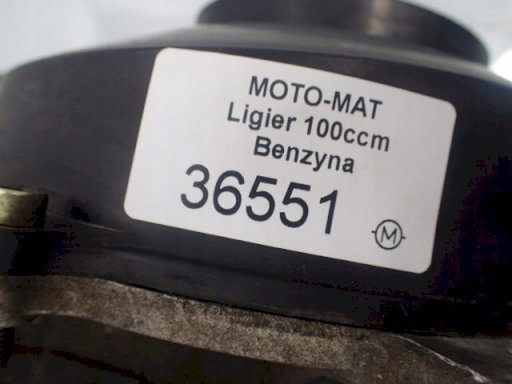 MOTO-MAT
Ligier 100ccm
Benzyna
36551
M